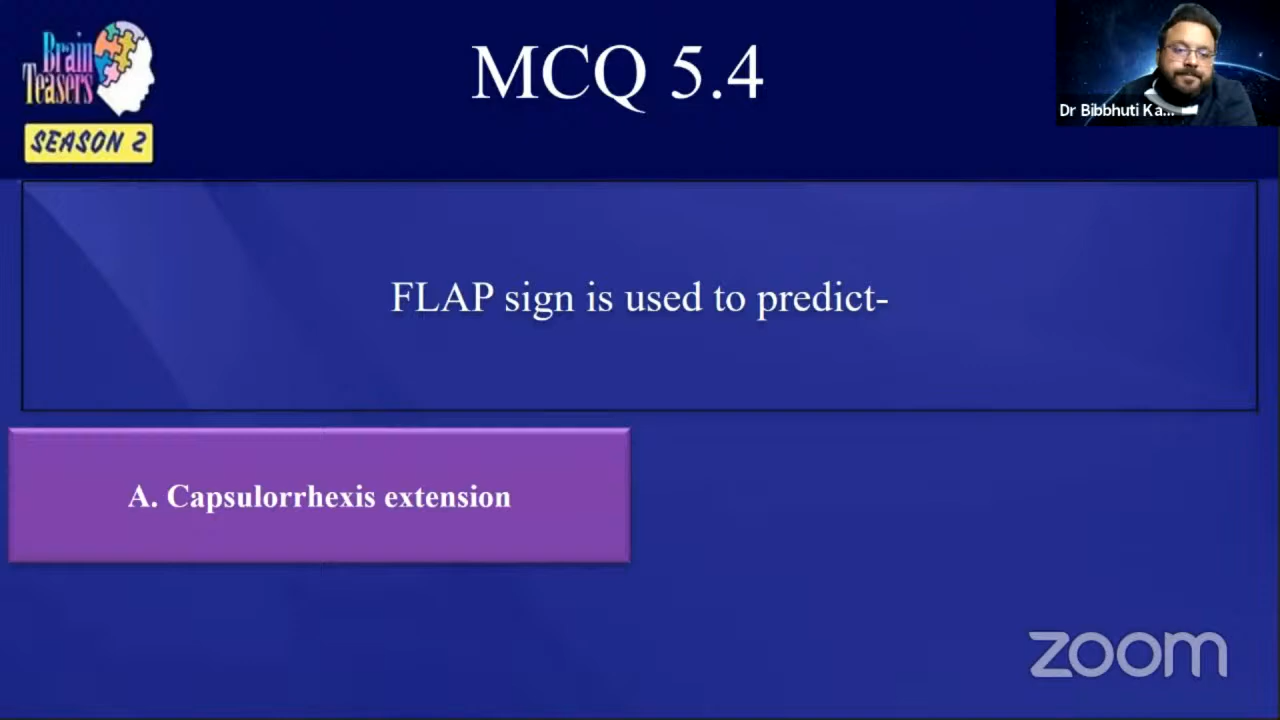 Brain
Teasers
SEASON 2
MCQ 5.4
Dr Bibbhuti Ka...
FLAP sign is used to predict-
A. Capsulorrhexis extension
zoom